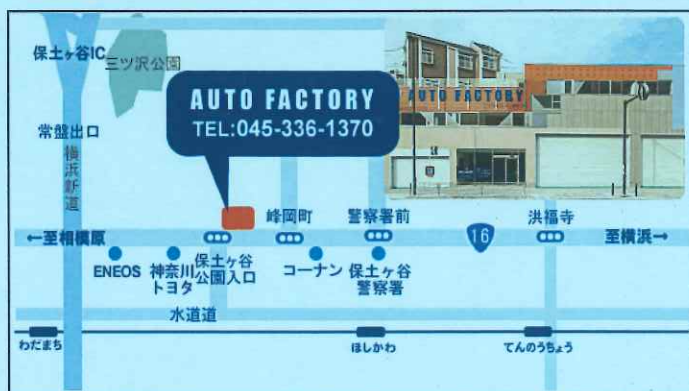 保土ヶ谷IC
三ツ沢公園
AUTO FACTORY
TEL:045-336-1370
AUTO FACTORY
常盤出口
横浜新道
峰岡町
警察署前
洪福寺
←至相模原
16
至横浜→
ENEOS
神奈川
トヨタ
保土ヶ谷
公園入口
コーナン
保土ヶ谷
警察署
水道道
わだまち
ほしかわ
てんのうちょう